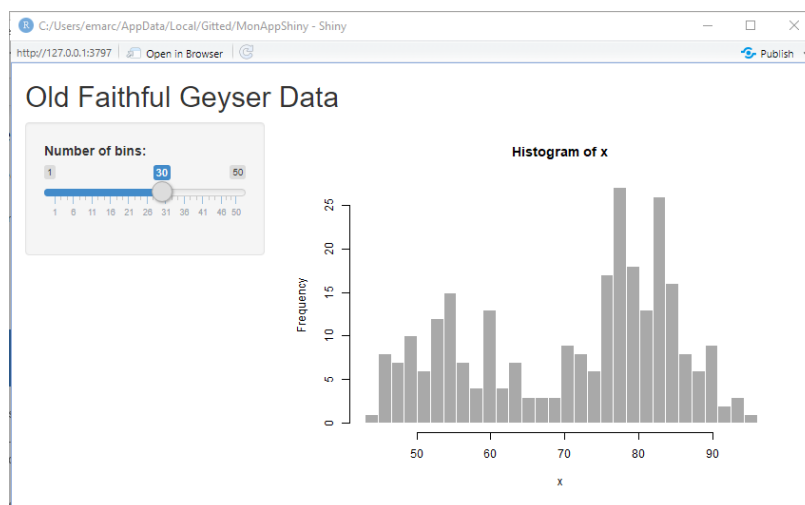 C:/Users/emarc/AppData/Local/Gitted/MonAppShiny - Shiny
http://127.0.0.1:3797 Open in Browser Publish
Old Faithful Geyser Data
Number of bins:
1 30 50
1 6 11 16 21 26 31 36 41 46 50
Histogram of x
Frequency
25
20
15
10
5
0
50 60 70 80 90
x